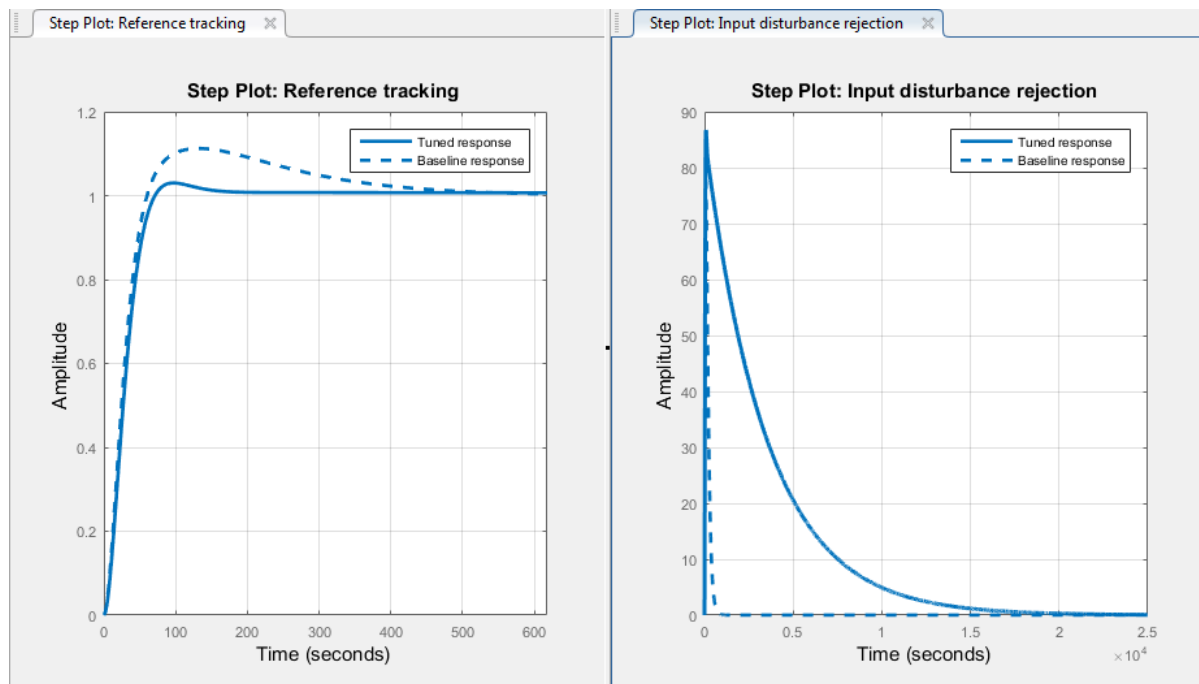 Step Plot: Reference tracking
Step Plot: Reference tracking
Tuned response
Baseline response
Amplitude
1.2
1
0.8
0.6
0.4
0.2
0
0 100 200 300 400 500 600
Time (seconds)
Step Plot: Input disturbance rejection
Step Plot: Input disturbance rejection
Tuned response
Baseline response
Amplitude
90
80
70
60
50
40
30
20
10
0
0 0.5 1 1.5 2 2.5
×10⁴
Time (seconds)